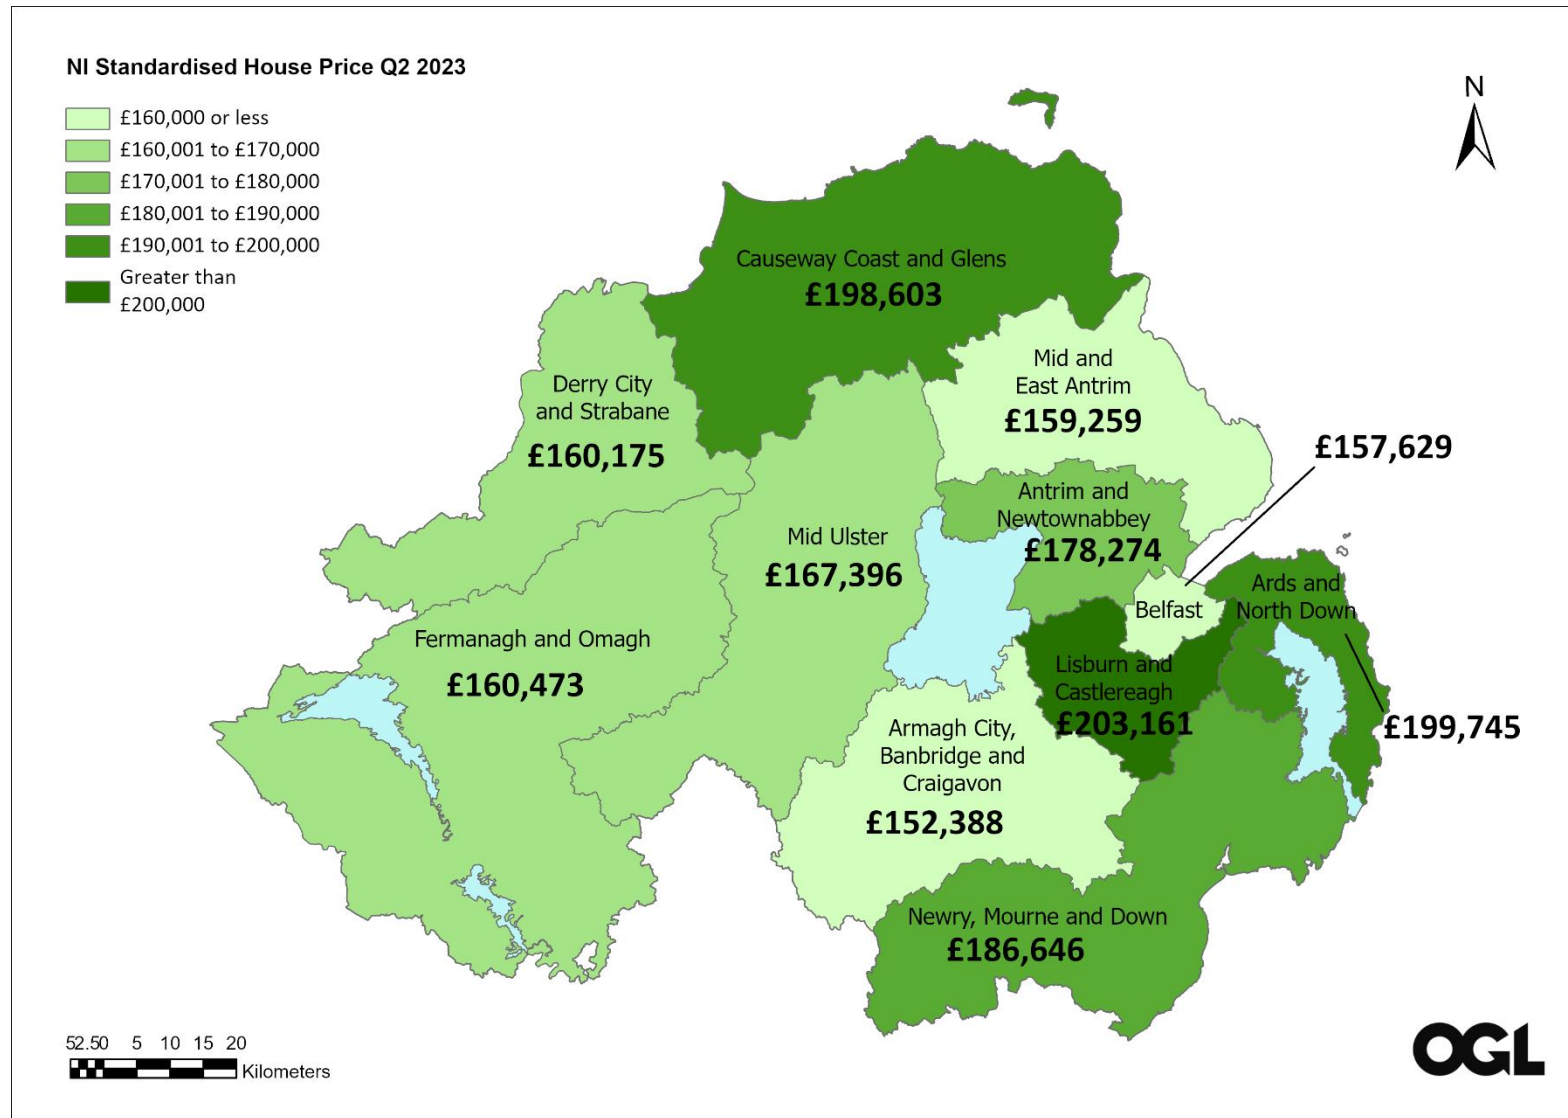 NI Standardised House Price Q2 2023
£160,000 or less
£160,001 to £170,000
£170,001 to £180,000
£180,001 to £190,000
£190,001 to £200,000
Greater than
£200,000
N
Causeway Coast and Glens
£198,603
Derry City
and Strabane
£160,175
Mid and
East Antrim
£159,259
£157,629
Antrim and
Newtownabbey
£178,274
Mid Ulster
£167,396
Belfast
Ards and
North Down
£199,745
Fermanagh and Omagh
£160,473
Lisburn and
Castlereagh
£203,161
Armagh City,
Banbridge and
Craigavon
£152,388
Newry, Mourne and Down
£186,646
52.50 5 10 15 20
Kilometers
OGL